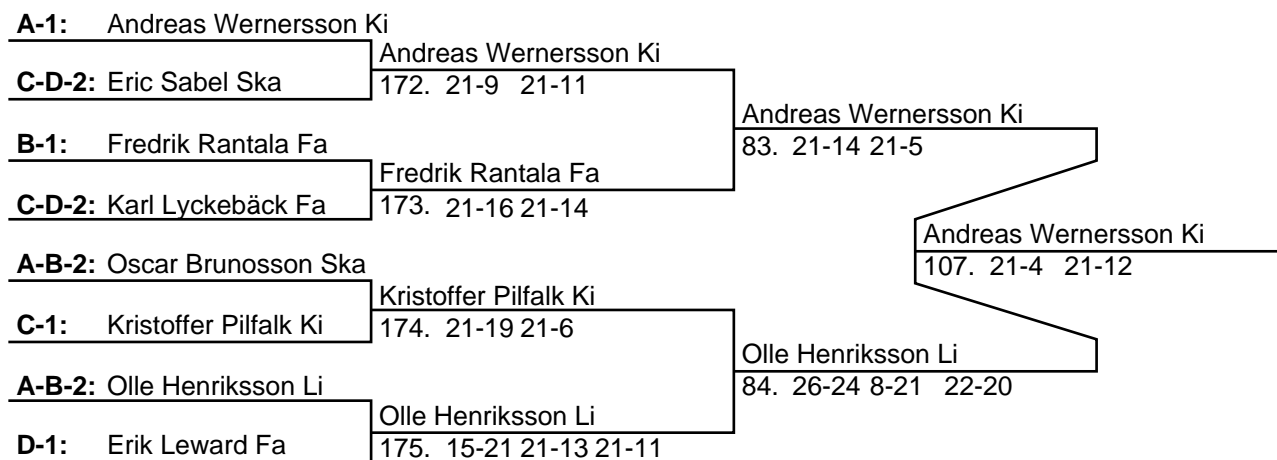 A-1: Andreas Wernersson Ki
Andreas Wernersson Ki
C-D-2: Eric Sabel Ska
172. 21-9 21-11
Andreas Wernersson Ki
83. 21-14 21-5
B-1: Fredrik Rantala Fa
Fredrik Rantala Fa
C-D-2: Karl Lyckebäck Fa
173. 21-16 21-14
Andreas Wernersson Ki
107. 21-4 21-12
A-B-2: Oscar Brunosson Ska
Kristoffer Pilfalk Ki
C-1: Kristoffer Pilfalk Ki
174. 21-19 21-6
Olle Henriksson Li
84. 26-24 8-21 22-20
A-B-2: Olle Henriksson Li
Olle Henriksson Li
D-1: Erik Leward Fa
175. 15-21 21-13 21-11